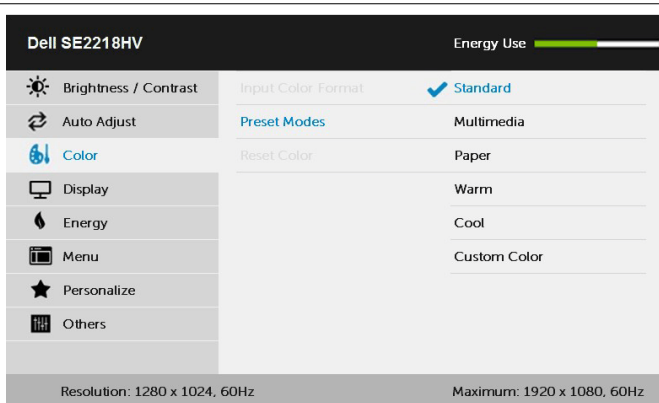 Dell SE2218HV
Energy Use
Brightness / Contrast
Input Color Format
Standard
Auto Adjust
Preset Modes
Multimedia
Color
Reset Color
Paper
Display
Warm
Energy
Cool
Menu
Custom Color
Personalize
Others
Resolution: 1280 x 1024, 60Hz
Maximum: 1920 x 1080, 60Hz